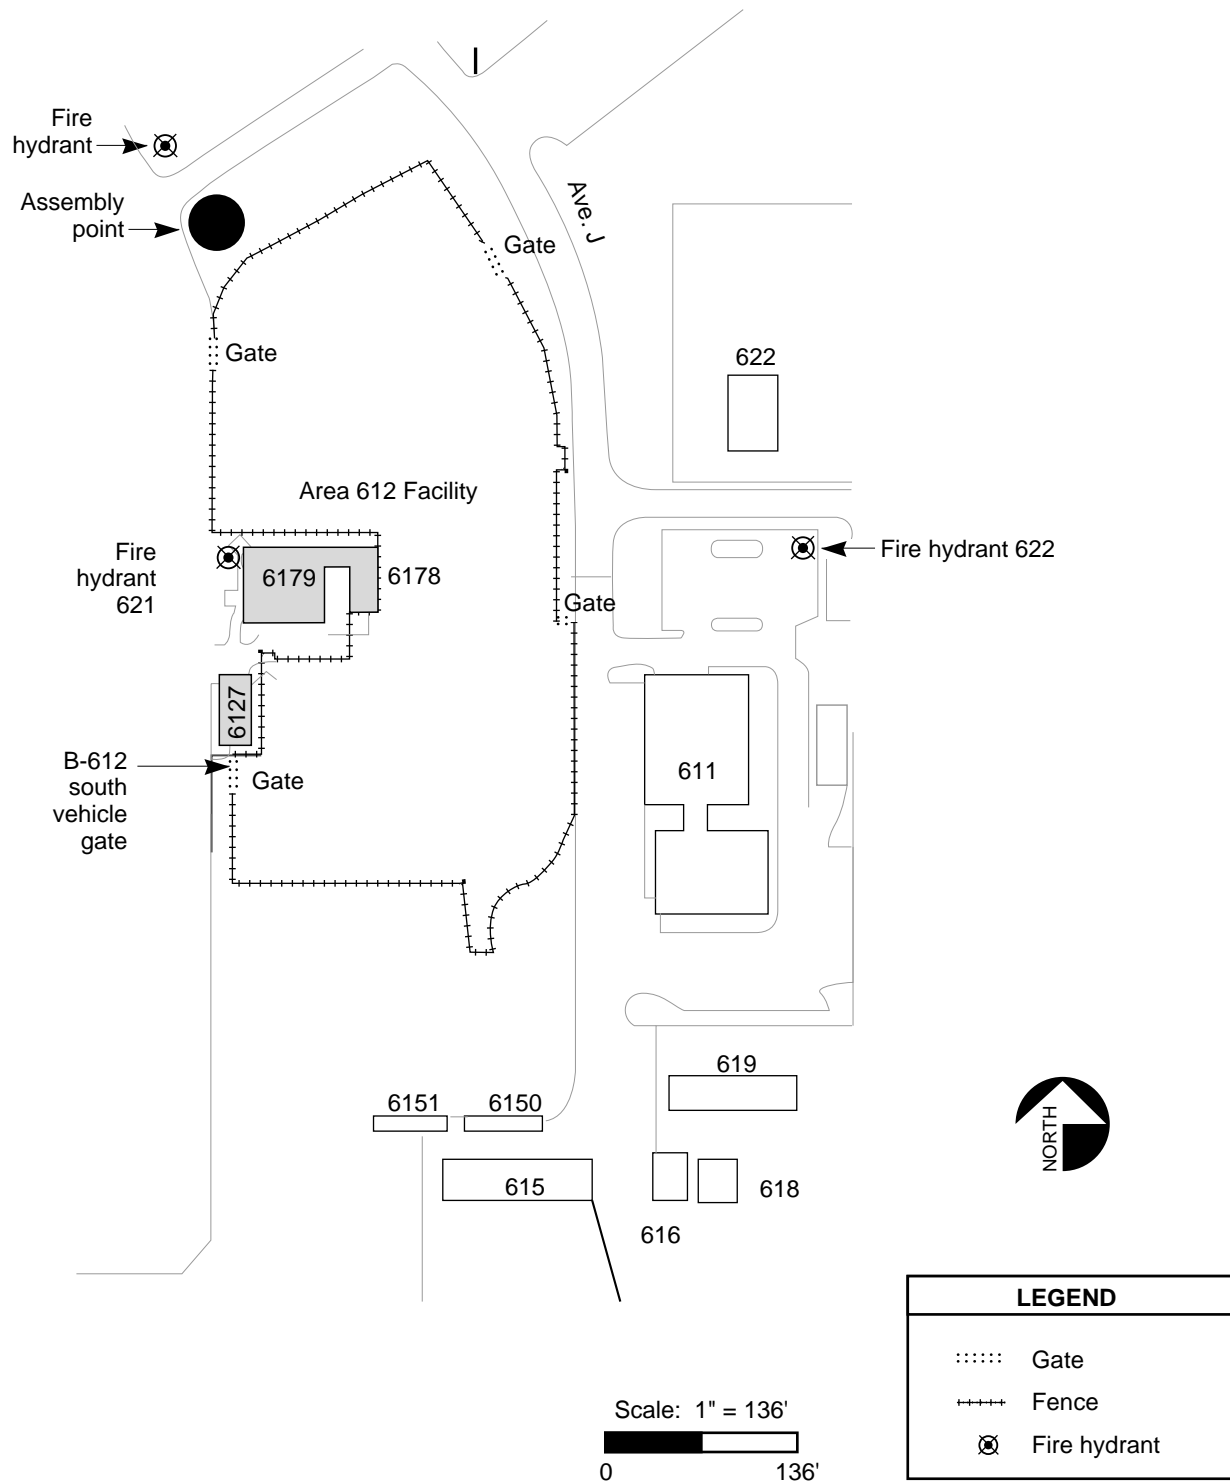 Fire
hydrant
Assembly
point
Ave. J
Gate
Gate
622
Area 612 Facility
Fire
hydrant
621
6179
6178
Fire hydrant 622
Gate
6127
B-612
south
vehicle
gate
Gate
611
619
6151
6150
615
618
616
NORTH
LEGEND
Gate
Fence
Fire hydrant
Scale: 1" = 136'
0
136'